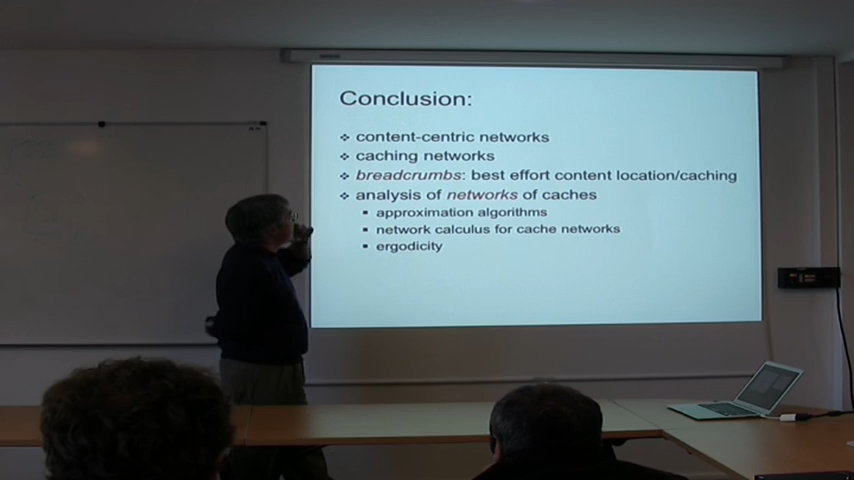 Conclusion:
❖ content-centric networks
❖ caching networks
❖ breadcrumbs: best effort content location/caching
❖ analysis of networks of caches
▪ approximation algorithms
▪ network calculus for cache networks
▪ ergodicity